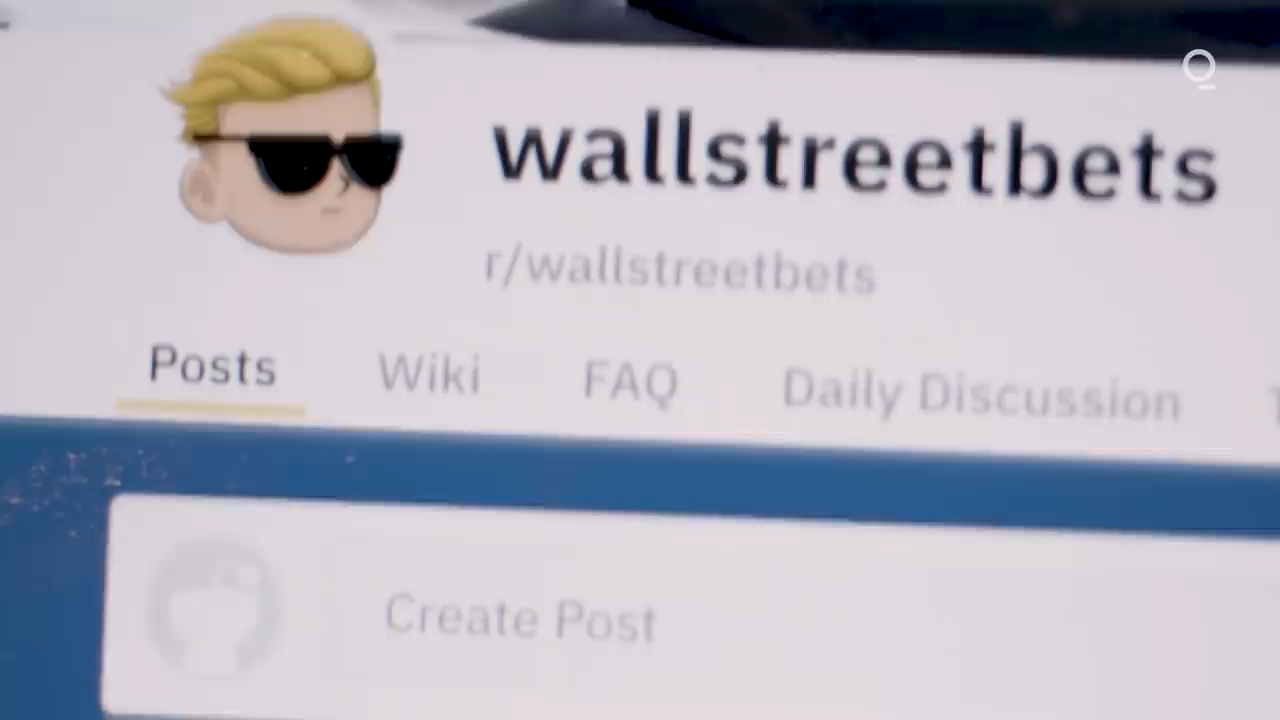 wallstreetbets
r/wallstreetbets
Posts Wiki FAQ Daily Discussion
Create Post